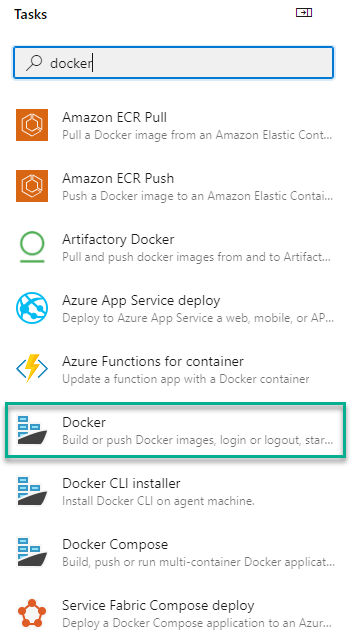 Tasks
docker
Amazon ECR Pull
Pull a Docker image from an Amazon Elastic Cont...
Amazon ECR Push
Push a Docker image to an Amazon Elastic Contai...
Artifactory Docker
Pull and push docker images from and to Artifact...
Azure App Service deploy
Deploy to Azure App Service a web, mobile, or AP...
Azure Functions for container
Update a function app with a Docker container
Docker
Build or push Docker images, login or logout, star...
Docker CLI installer
Install Docker CLI on agent machine.
Docker Compose
Build, push or run multi-container Docker applicat...
Service Fabric Compose deploy
Deploy a Docker Compose application to an Azur...